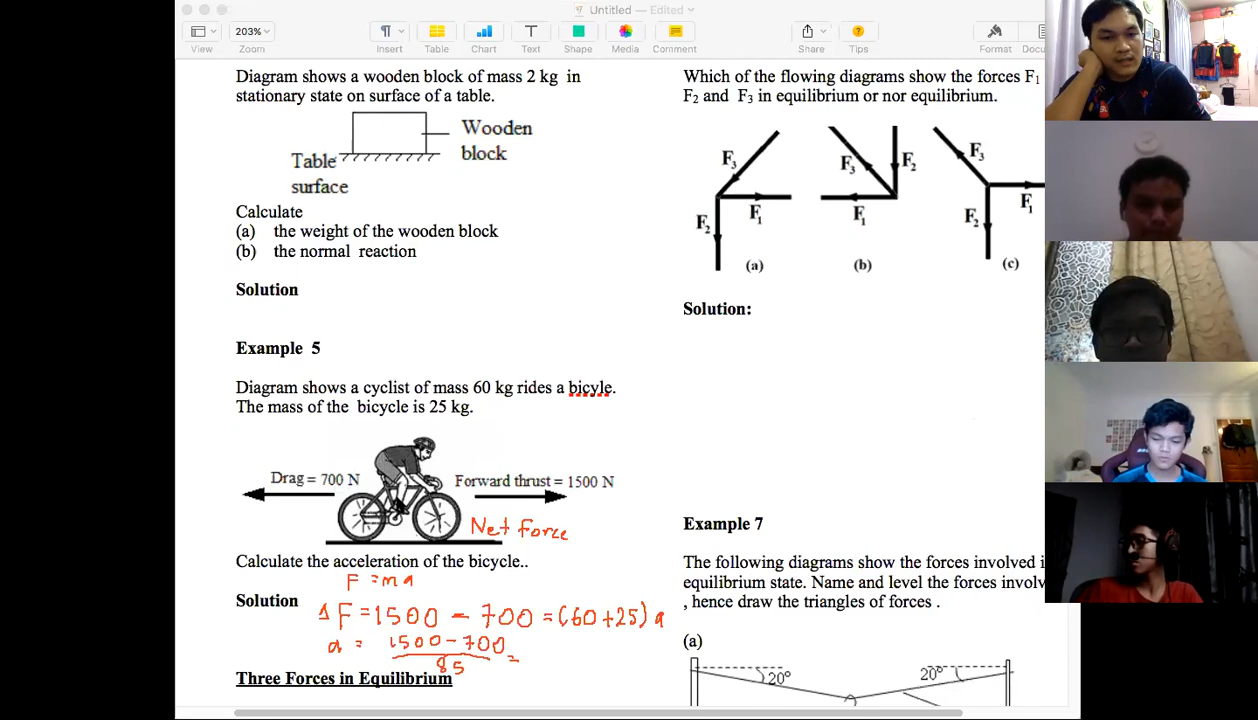 Untitled — Edited
203%
View
Zoom
Insert
Table
Chart
Text
Shape
Media
Comment
Share
Tips
Format
Docu
Diagram shows a wooden block of mass 2 kg in
stationary state on surface of a table.
Wooden
block
Table
surface
Calculate
(a) the weight of the wooden block
(b) the normal reaction
Solution
Example 5
Diagram shows a cyclist of mass 60 kg rides a bicyle.
The mass of the bicycle is 25 kg.
Drag = 700 N
Forward thrust = 1500 N
Net force
Calculate the acceleration of the bicycle..
F = ma
Solution
ΔF = 1500 - 700 = (60+25) a
a = 1500 - 700 =
85
Three Forces in Equilibrium
Which of the flowing diagrams show the forces F1
F2 and F3 in equilibrium or nor equilibrium.
F3
F2
F1
(a)
F3
F2
F1
(b)
F3
F2
F1
(c)
Solution:
Example 7
The following diagrams show the forces involved i
equilibrium state. Name and level the forces involv
, hence draw the triangles of forces .
(a)
20°
20°